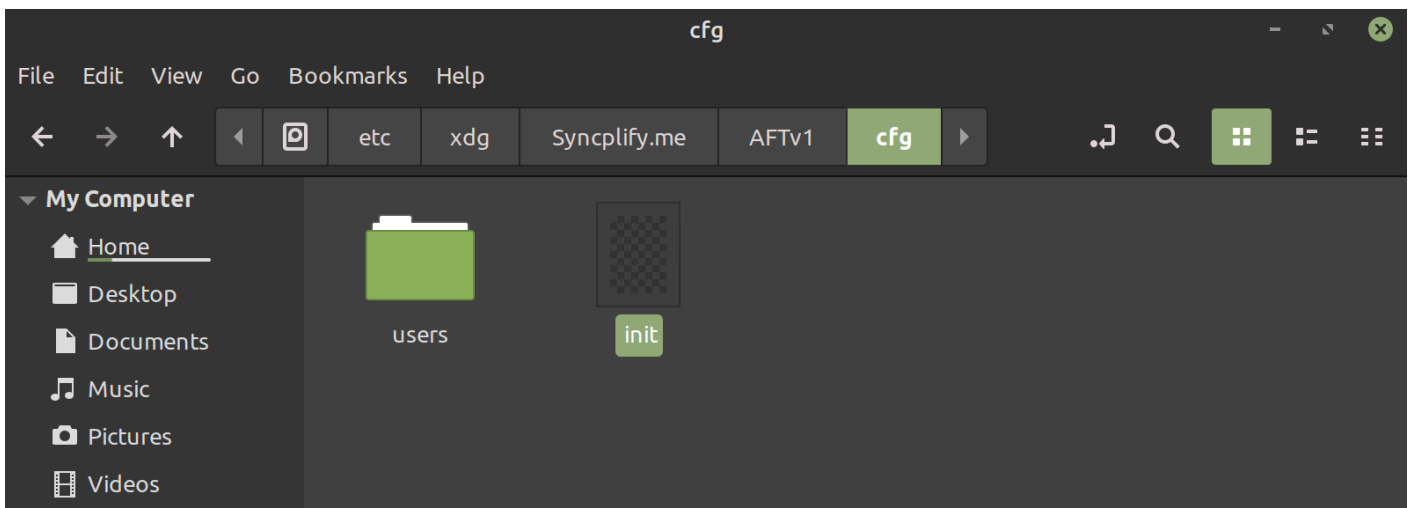 cfg
File Edit View Go Bookmarks Help
etc xdg Syncplify.me AFTv1 cfg
My Computer
Home
Desktop
Documents
Music
Pictures
Videos
users init